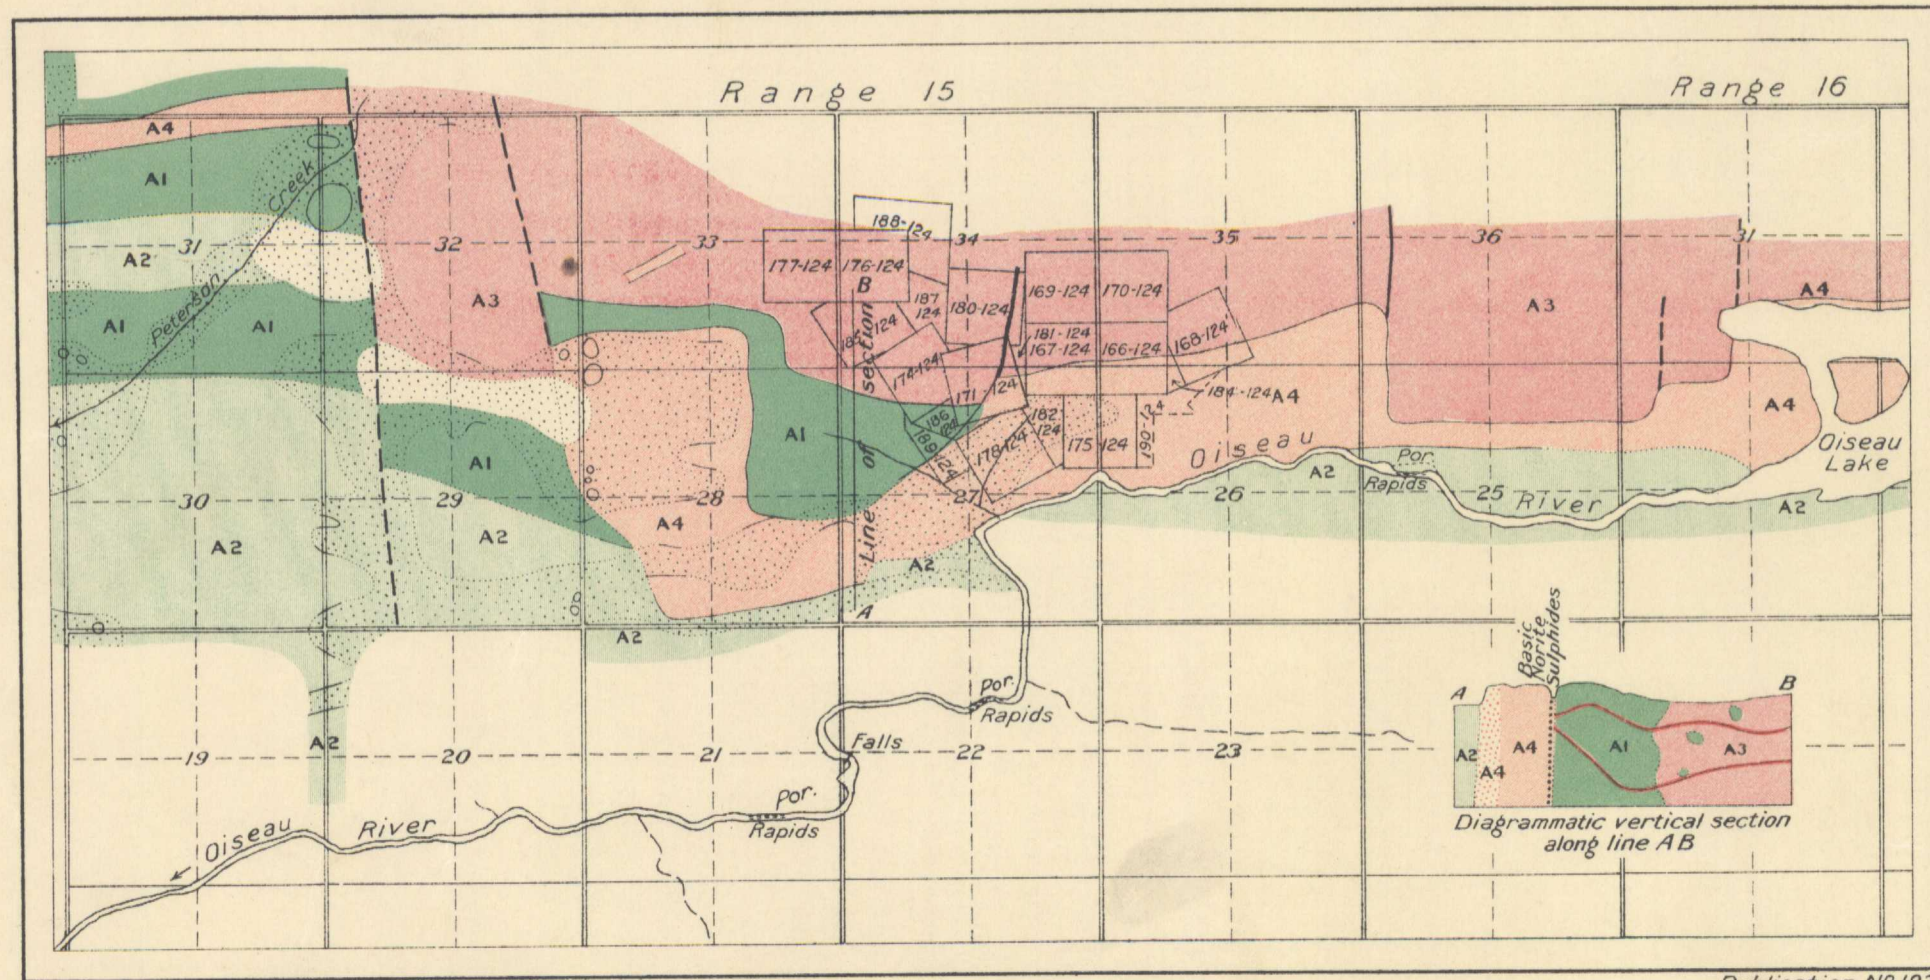 Range 15
Range 16
A4
A1
Creek
Peterson
31
32
33
34
35
36
31
188-124
A2
A3
177-124
176-124
B
187
124
180-124
169-124
170-124
A3
A4
A1
A1
185-124
181-124
167-124
166-124
168-124
174-124
171
124
184-124
A4
A4
186
124
182
124
189-124
178-124
175-124
190-124
A1
A1
Line of section
Oiseau
River
Por.
Rapids
Oiseau
Lake
30
29
28
27
26
25
A2
A2
A4
A2
A2
A2
A
A2
Basic
Norite
Sulphides
A
B
A2
A4
A4
A1
A3
Diagrammatic vertical section
along line AB
Por.
Rapids
A2
Falls
19
20
21
22
23
Por.
Rapids
Oiseau River